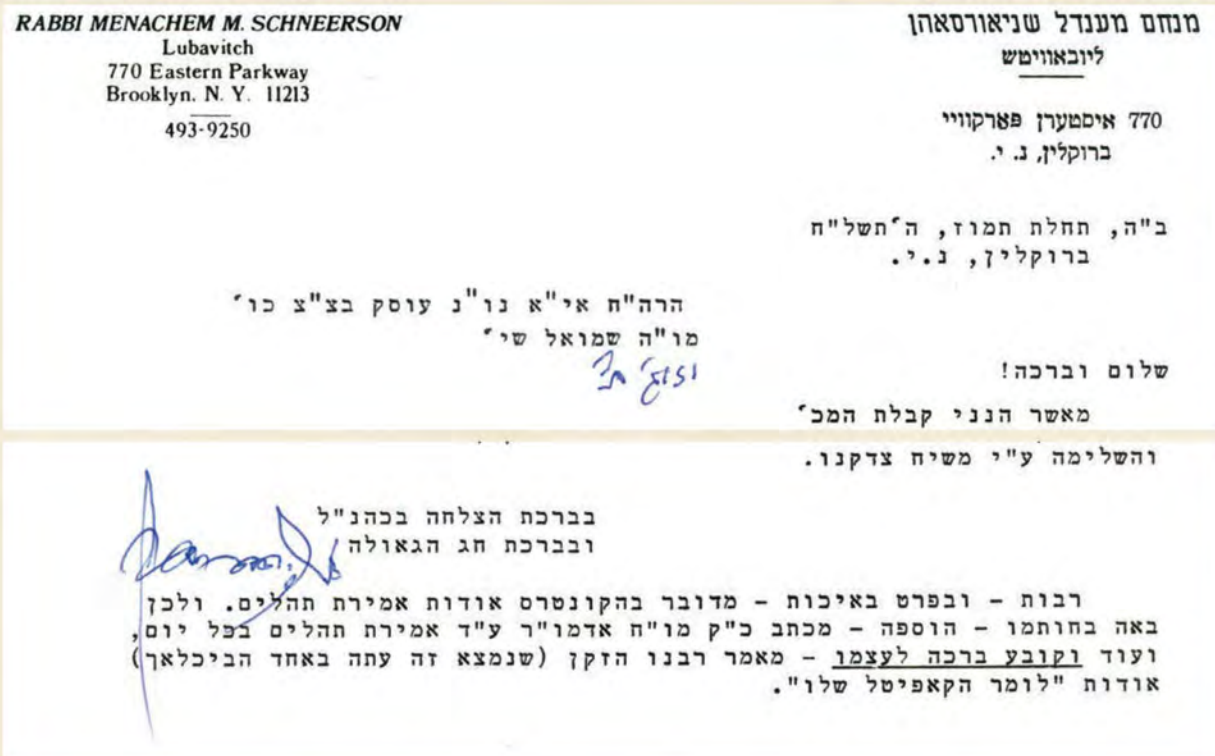 RABBI MENACHEM M. SCHNEERSON
Lubavitch
770 Eastern Parkway
Brooklyn. N. Y. 11213
493-9250
מנחם מענדל שניאורסאהן
ליובאוויטש
770 איסטערן פארקוויי
ברוקלין, נ. י.
ב"ה, תחלת תמוז, ה'תשל"ח
ברוקלין, נ.י.
הרה"ח אי"א נו"נ עוסק בצ"צ כו'
מו"ה שמואל שי'
שלום וברכה!
מאשר הנני קבלת המכ'
והשלימה ע"י משיח צדקנו.
בברכת הצלחה בכהנ"ל
ובברכת חג הגאולה
רבות - ובפרט באיכות - מדובר בהקונטרס אודות אמירת תהלים. ולכן
באה בחותמו - הוספה - מכתב כ"ק מו"ח אדמו"ר ע"ד אמירת תהלים בכל יום,
ועוד וקובע ברכה לעצמו - מאמר רבנו הזקן (שנמצא זה עתה באחד הביכלאך)
אודות "לומר הקאפיטל שלו".